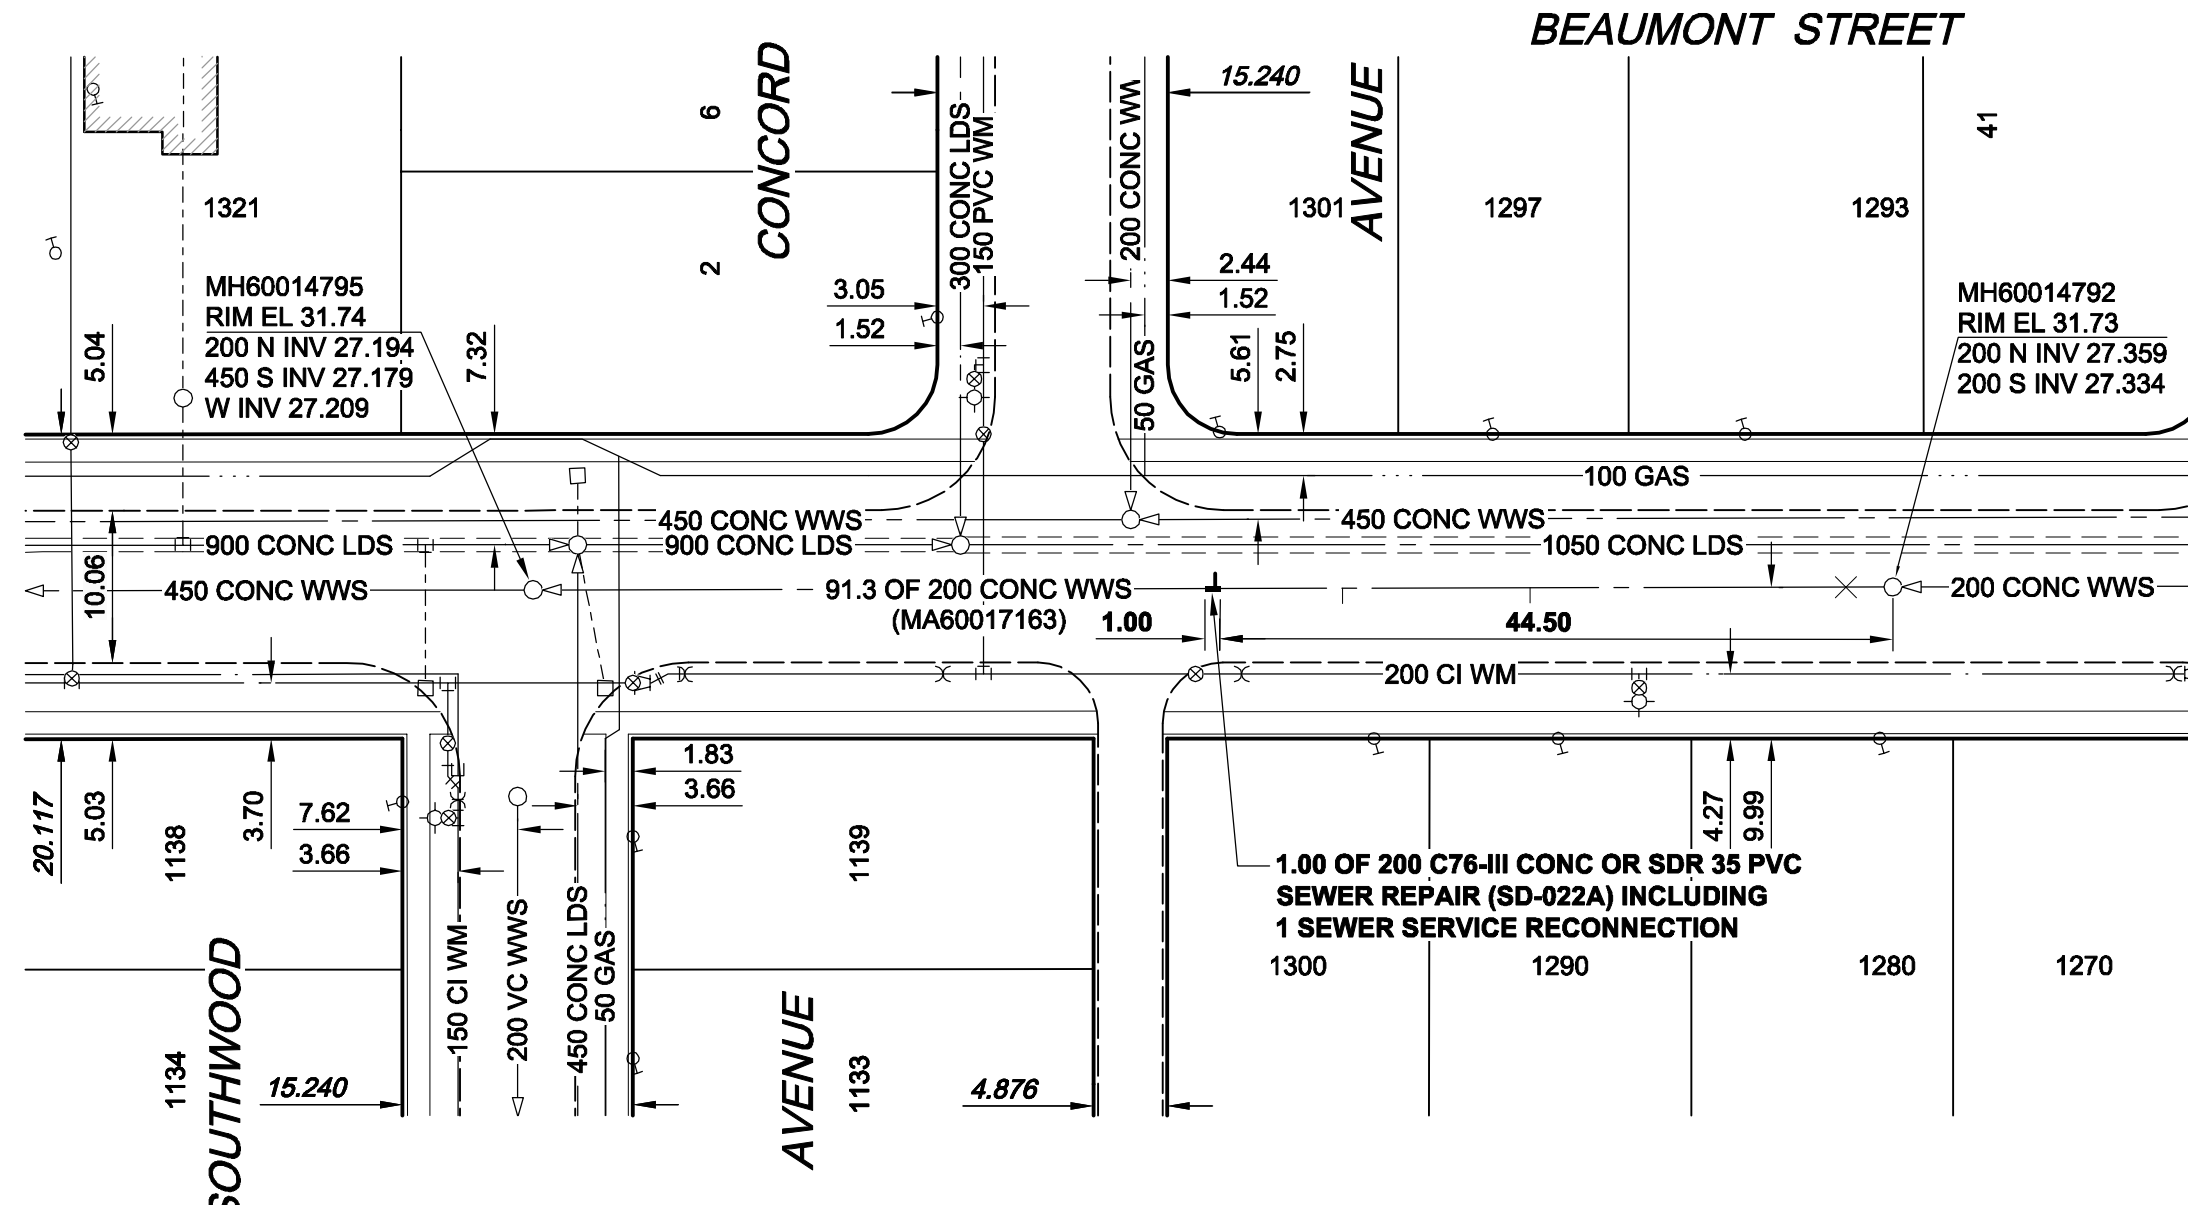 BEAUMONT STREET
CONCORD
AVENUE
15.240
6
2
41
300 CONC LDS
150 PVC WM
200 CONC WW
50 GAS
1321
1301
1297
1293
MH60014795
RIM EL 31.74
200 N INV 27.194
450 S INV 27.179
W INV 27.209
5.04
7.32
3.05
1.52
2.44
1.52
5.61
2.75
MH60014792
RIM EL 31.73
200 N INV 27.359
200 S INV 27.334
100 GAS
450 CONC WWS
450 CONC WWS
900 CONC LDS
900 CONC LDS
1050 CONC LDS
10.06
450 CONC WWS
91.3 OF 200 CONC WWS
(MA60017163)
200 CONC WWS
1.00
44.50
200 CI WM
20.117
5.03
1138
3.70
7.62
3.66
1.83
3.66
1139
4.27
9.99
1.00 OF 200 C76-III CONC OR SDR 35 PVC
SEWER REPAIR (SD-022A) INCLUDING
1 SEWER SERVICE RECONNECTION
1300
1290
1280
1270
150 CI WM
200 VC WWS
450 CONC LDS
50 GAS
SOUTHWOOD
AVENUE
1134
1133
15.240
4.876